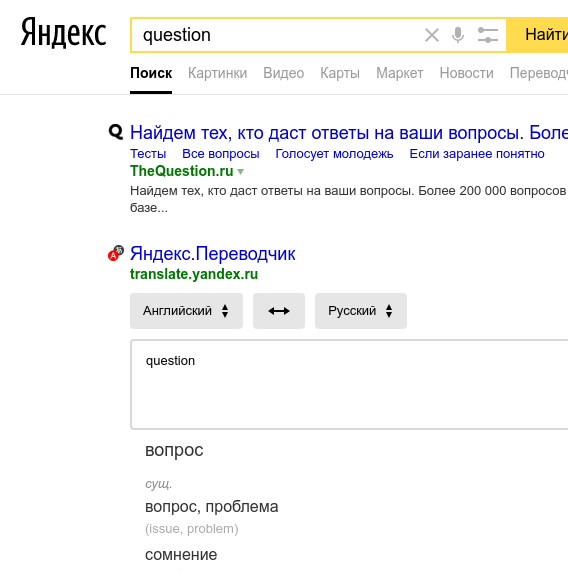 Яндекс question Найти
Поиск Картинки Видео Карты Маркет Новости
Найдем тех, кто даст ответы на ваши вопросы.
Тесты Все вопросы Голосует молодежь Если заранее понятно
TheQuestion.ru
Найдем тех, кто даст ответы на ваши вопросы. Более 200 000 вопросов
базе...
Яндекс.Переводчик
translate.yandex.ru
Английский Русский
question
вопрос
сущ.
вопрос, проблема
(issue, problem)
сомнение